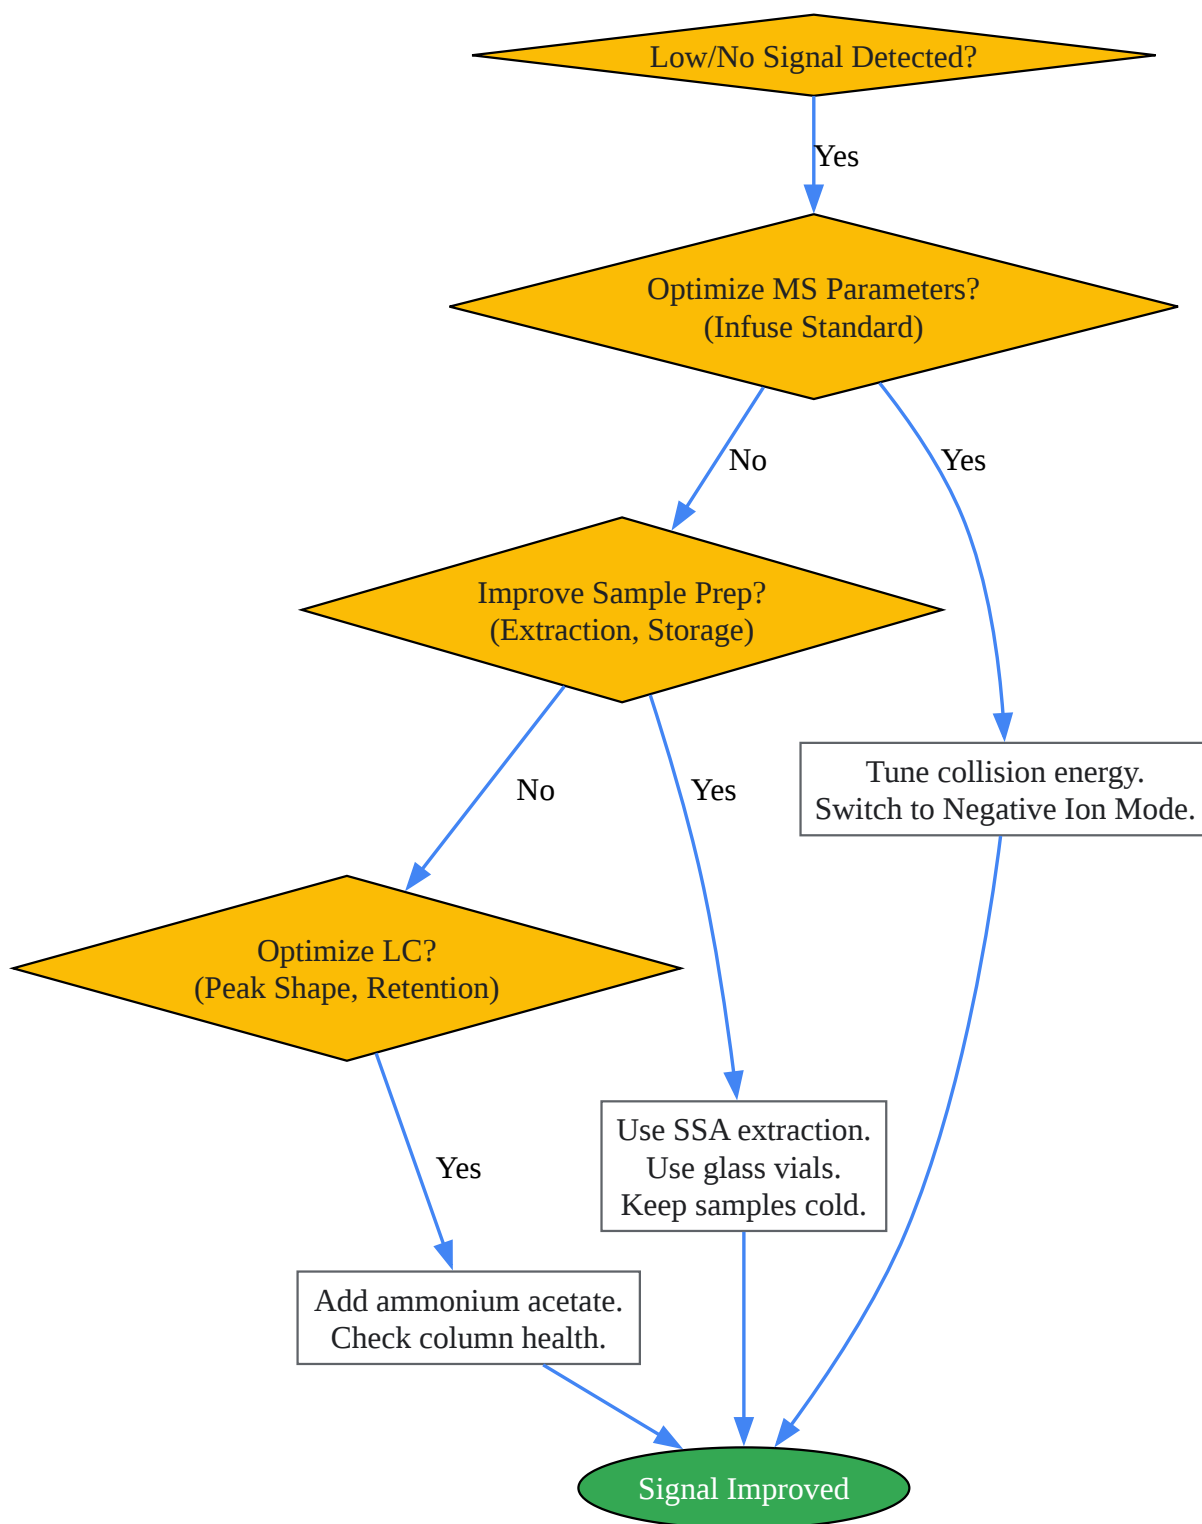 Low/No Signal Detected?
Yes
Optimize MS Parameters?
(Infuse Standard)
No
Yes
Improve Sample Prep?
(Extraction, Storage)
No
Yes
Tune collision energy.
Switch to Negative Ion Mode.
Optimize LC?
(Peak Shape, Retention)
Yes
Use SSA extraction.
Use glass vials.
Keep samples cold.
Add ammonium acetate.
Check column health.
Signal Improved